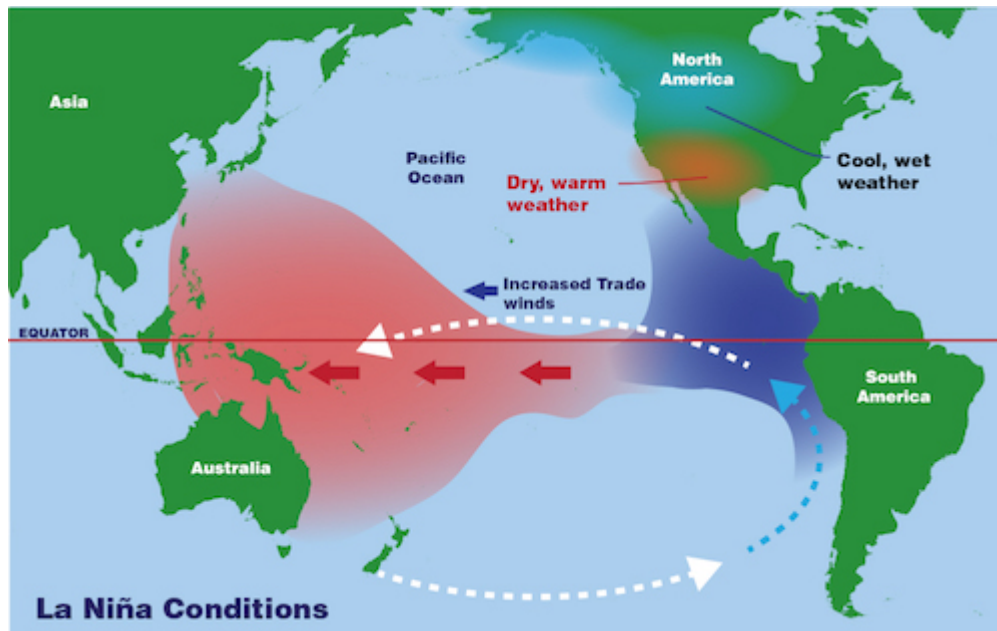 North
America
Asia
Pacific
Ocean
Cool, wet
weather
Dry, warm
weather
Increased Trade
winds
EQUATOR
South
America
Australia
La Niña Conditions